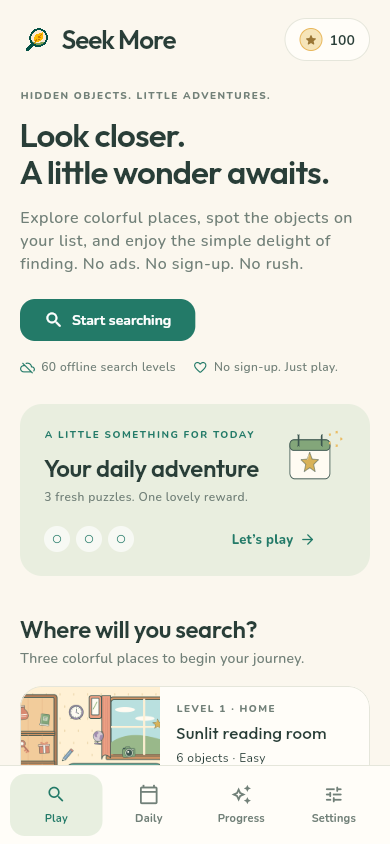 Seek More
100
HIDDEN OBJECTS. LITTLE ADVENTURES.
Look closer.
A little wonder awaits.
Explore colorful places, spot the objects on
your list, and enjoy the simple delight of
finding. No ads. No sign-up. No rush.
Start searching
60 offline search levels
No sign-up. Just play.
A LITTLE SOMETHING FOR TODAY
Your daily adventure
3 fresh puzzles. One lovely reward.
Let's play
Where will you search?
Three colorful places to begin your journey.
LEVEL 1 · HOME
Sunlit reading room
6 objects · Easy
Play
Daily
Progress
Settings